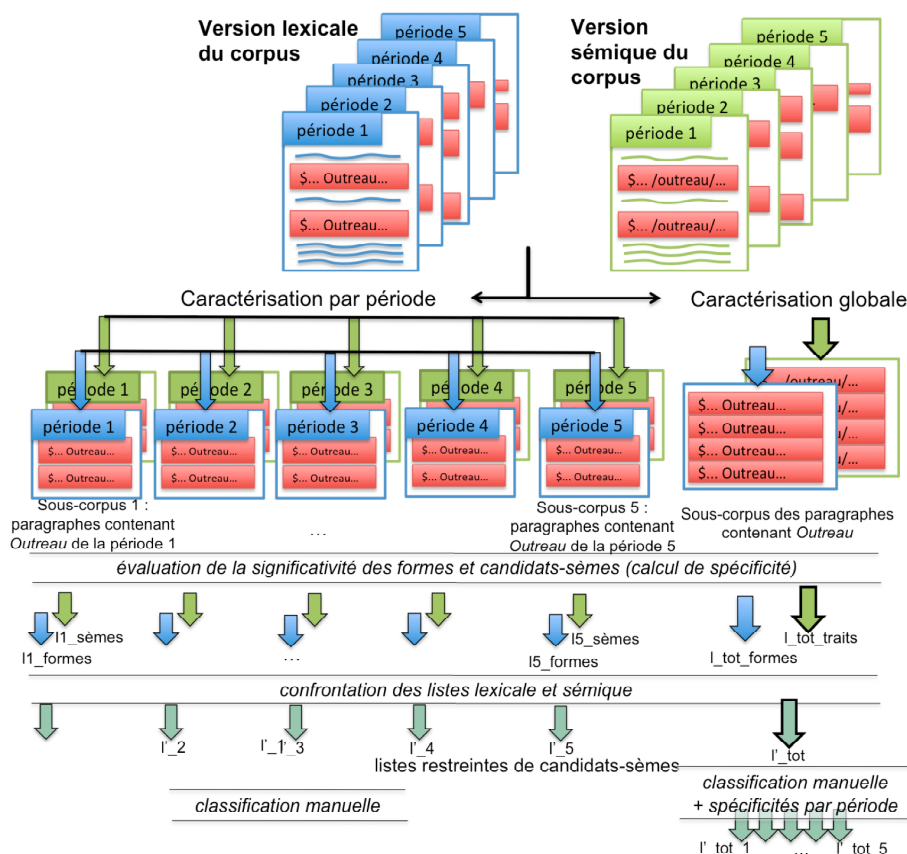 Version lexicale
du corpus
période 5
période 4
période 3
période 2
période 1
$... Outreau...
$... Outreau...
Version
sémique du
corpus
période 5
période 4
période 3
période 2
période 1
$... /outreau/...
$... /outreau/...
Caractérisation par période
Caractérisation globale
période 1
période 2
période 3
période 4
période 5
période 1
période 2
période 3
période 4
période 5
$... Outreau...
$... Outreau...
$... Outreau...
$... Outreau...
$... Outreau...
$... Outreau...
$... Outreau...
$... Outreau...
$... Outreau...
$... Outreau...
/outreau/...
$... Outreau...
$... Outreau...
$... Outreau...
$... Outreau...
Sous-corpus 1 :
paragraphes contenant
Outreau de la période 1
...
Sous-corpus 5 :
paragraphes contenant
Outreau de la période 5
Sous-corpus des paragraphes
contenant Outreau
évaluation de la significativité des formes et candidats-sèmes (calcul de spécificité)
l1_sèmes
l1_formes
...
l5_sèmes
l5_formes
l_tot_traits
l_tot_formes
confrontation des listes lexicale et sémique
l'_2
l'_1'_3
l'_4
l'_5
l'_tot
listes restreintes de candidats-sèmes
classification manuelle
classification manuelle
+ spécificités par période
l'_tot_1
...
l'_tot_5